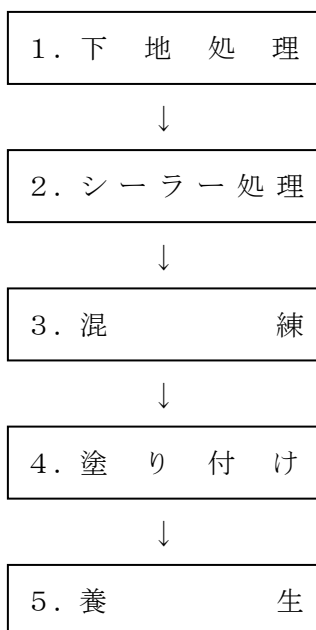 １．下地処理
↓
２．シーラー処理
↓
３．混練
↓
４．塗り付け
↓
５．養生